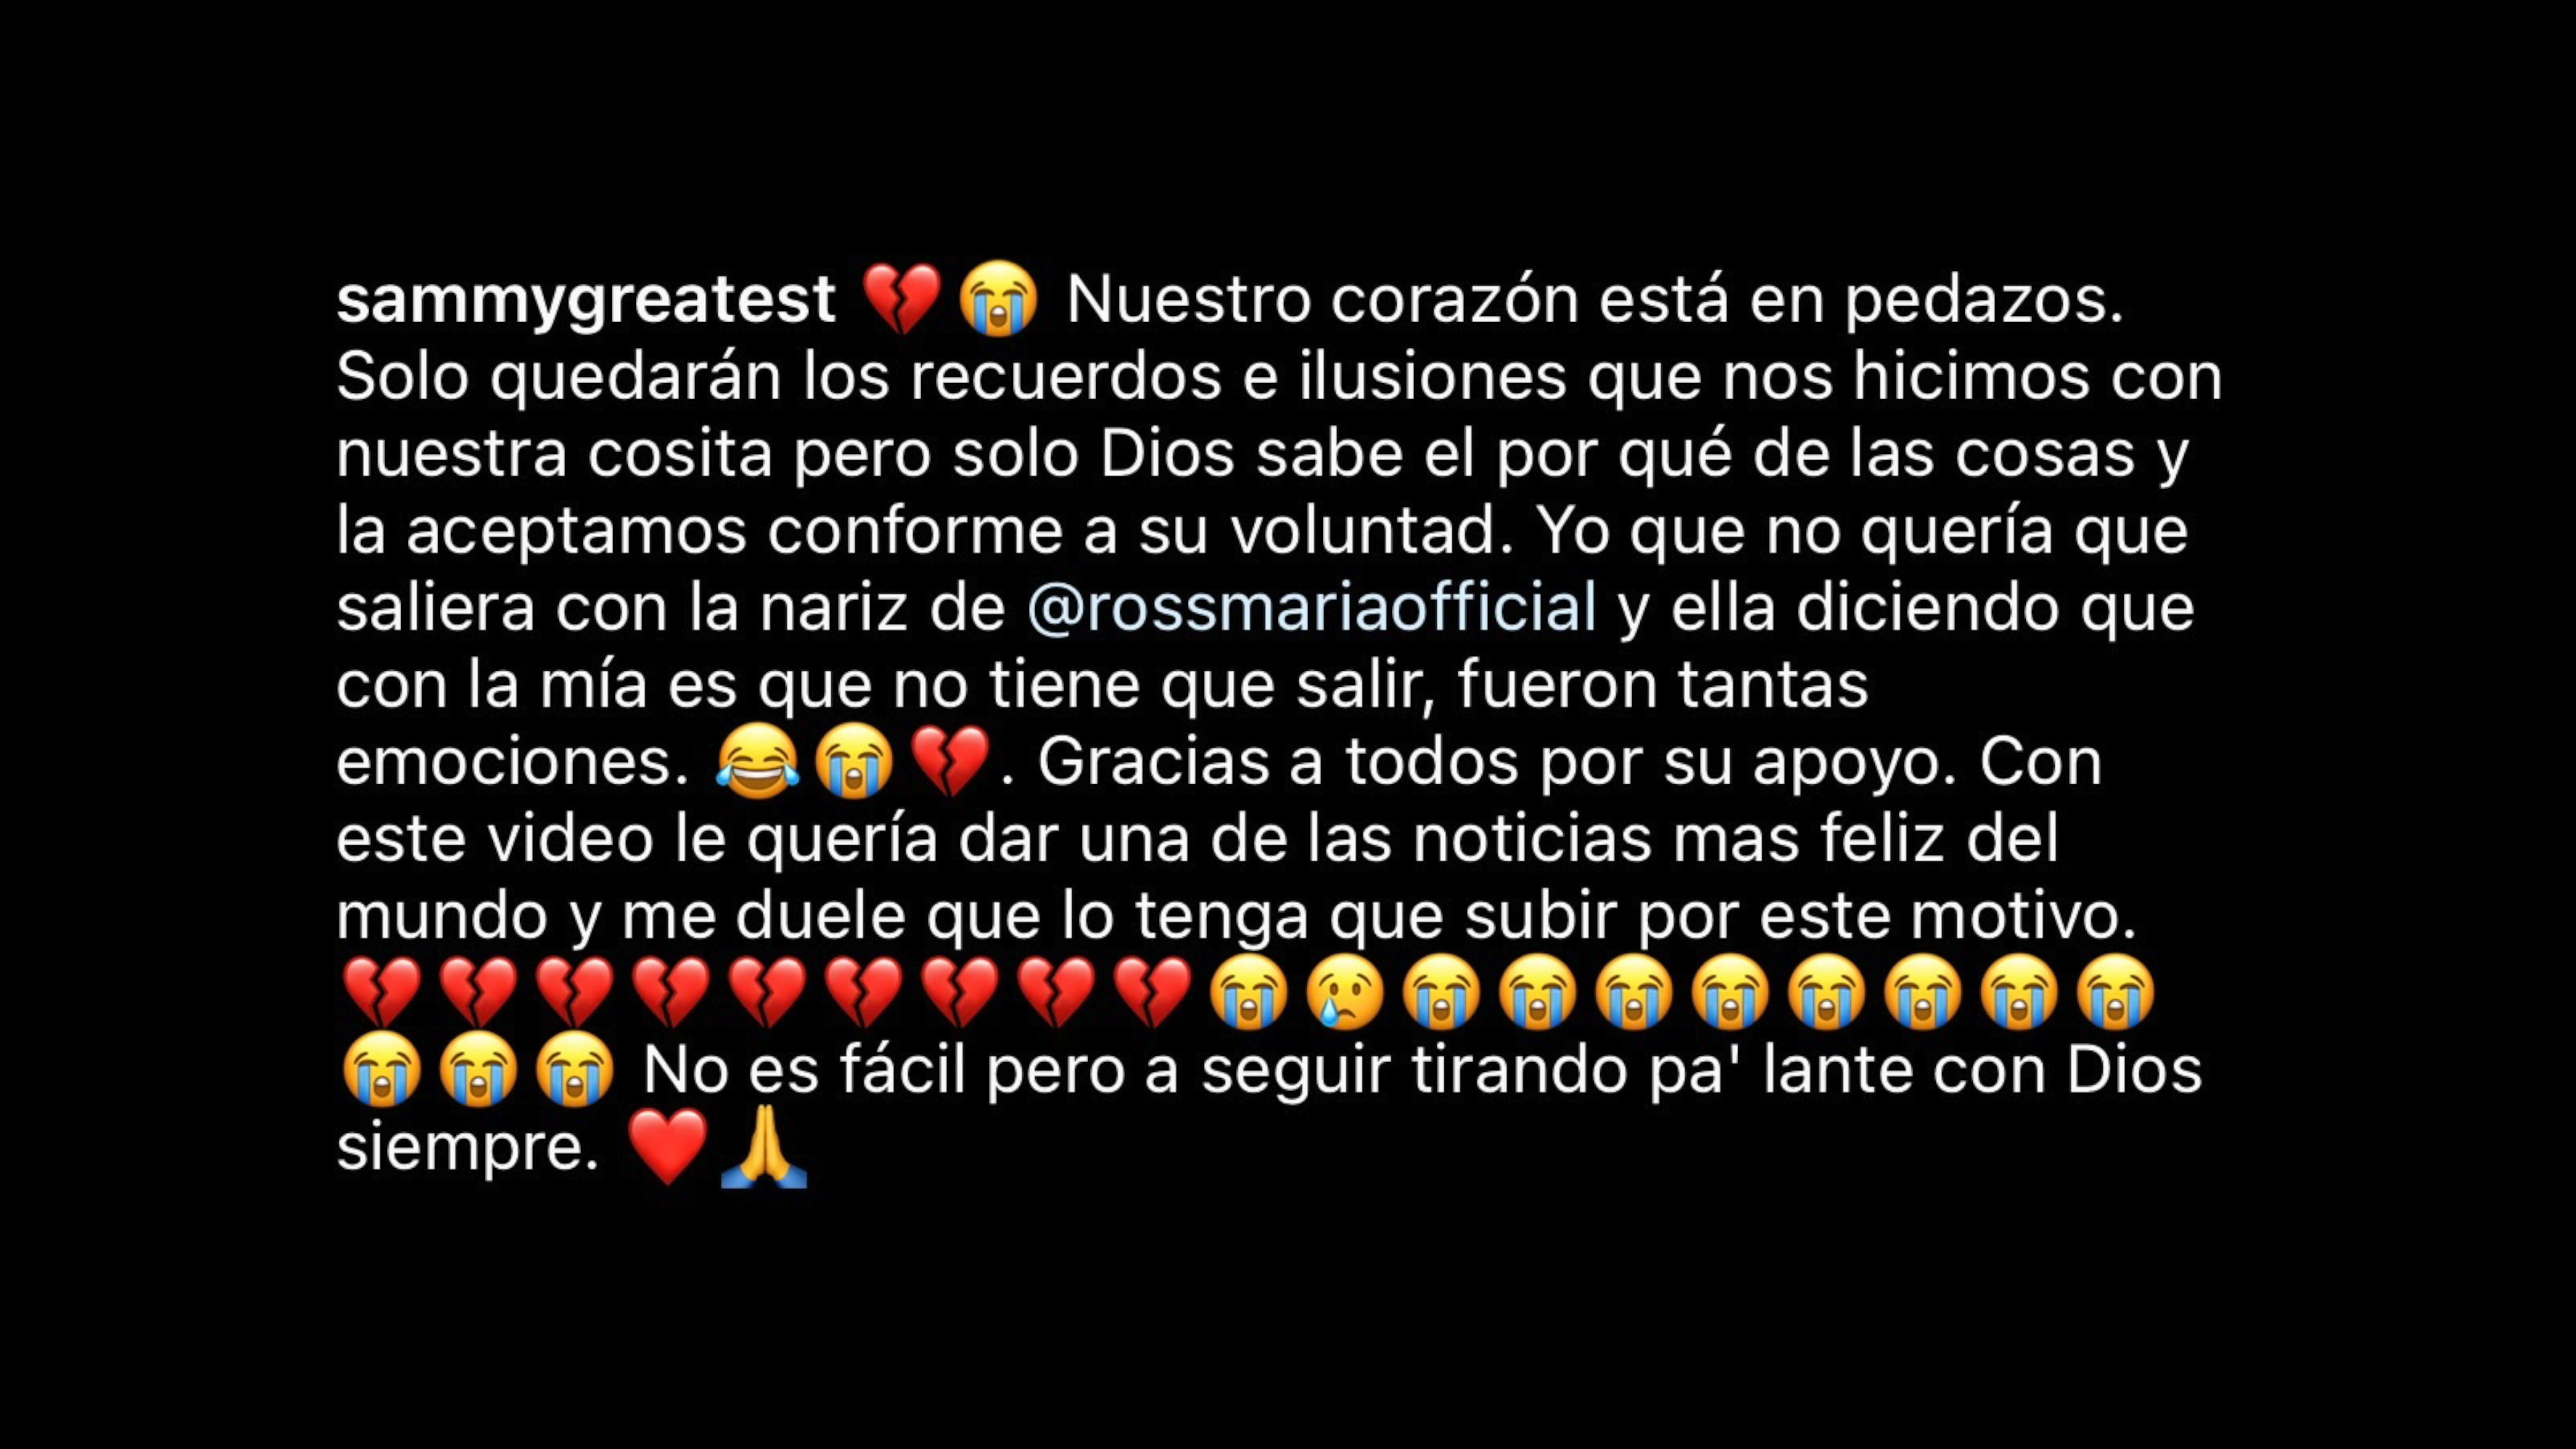 sammygreatest 💔😭 Nuestro corazón está en pedazos.
Solo quedarán los recuerdos e ilusiones que nos hicimos con
nuestra cosita pero solo Dios sabe el por qué de las cosas y
la aceptamos conforme a su voluntad. Yo que no quería que
saliera con la nariz de @rossmariaofficial y ella diciendo que
con la mía es que no tiene que salir, fueron tantas
emociones. 😂😭💔. Gracias a todos por su apoyo. Con
este video le quería dar una de las noticias mas feliz del
mundo y me duele que lo tenga que subir por este motivo.
💔💔💔💔💔💔💔💔💔😭😢😭😭😭😭😭😭😭😭
😭😭😭 No es fácil pero a seguir tirando pa' lante con Dios
siempre. ❤️🙏